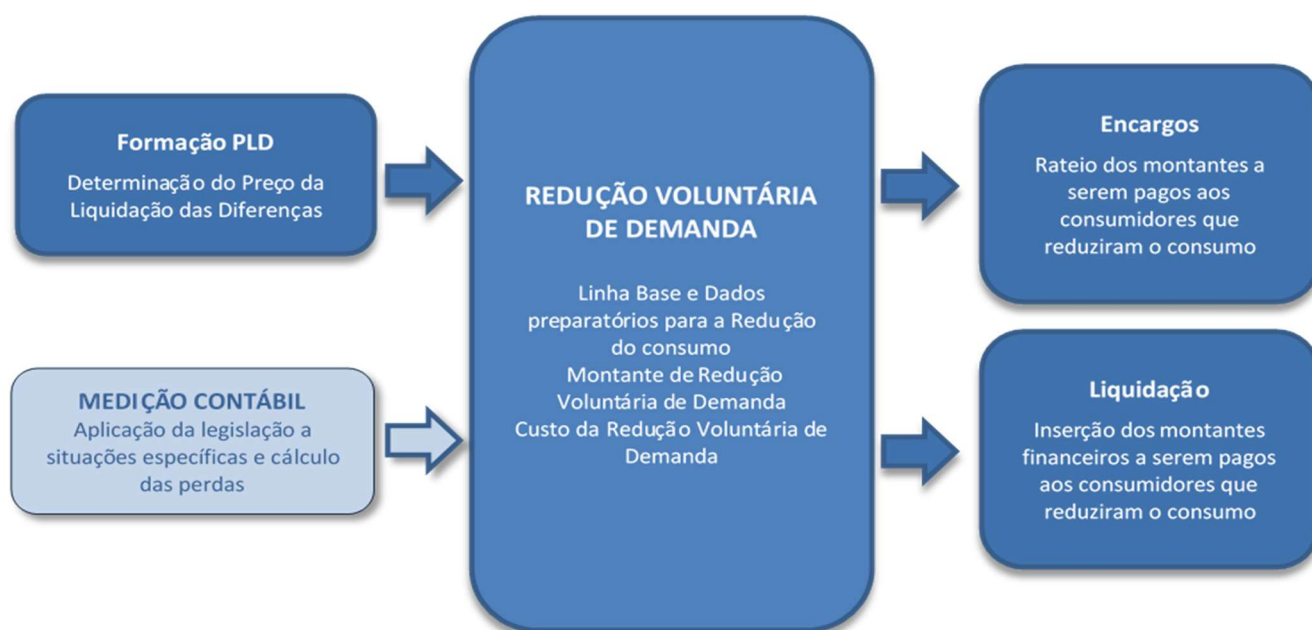 Formação PLD
Determinação do Preço da
Liquidação das Diferenças
MEDIÇÃO CONTÁBIL
Aplicação da legislação a
situações específicas e cálculo
das perdas
REDUÇÃO VOLUNTÁRIA
DE DEMANDA
Linha Base e Dados
preparatórios para a Redução
do consumo
Montante de Redução
Voluntária de Demanda
Custo da Redução Voluntária de
Demanda
Encargos
Rateio dos montantes a
serem pagos aos
consumidores que
reduziram o consumo
Liquidação
Inserção dos montantes
financeiros a serem pagos
aos consumidores que
reduziram o consumo